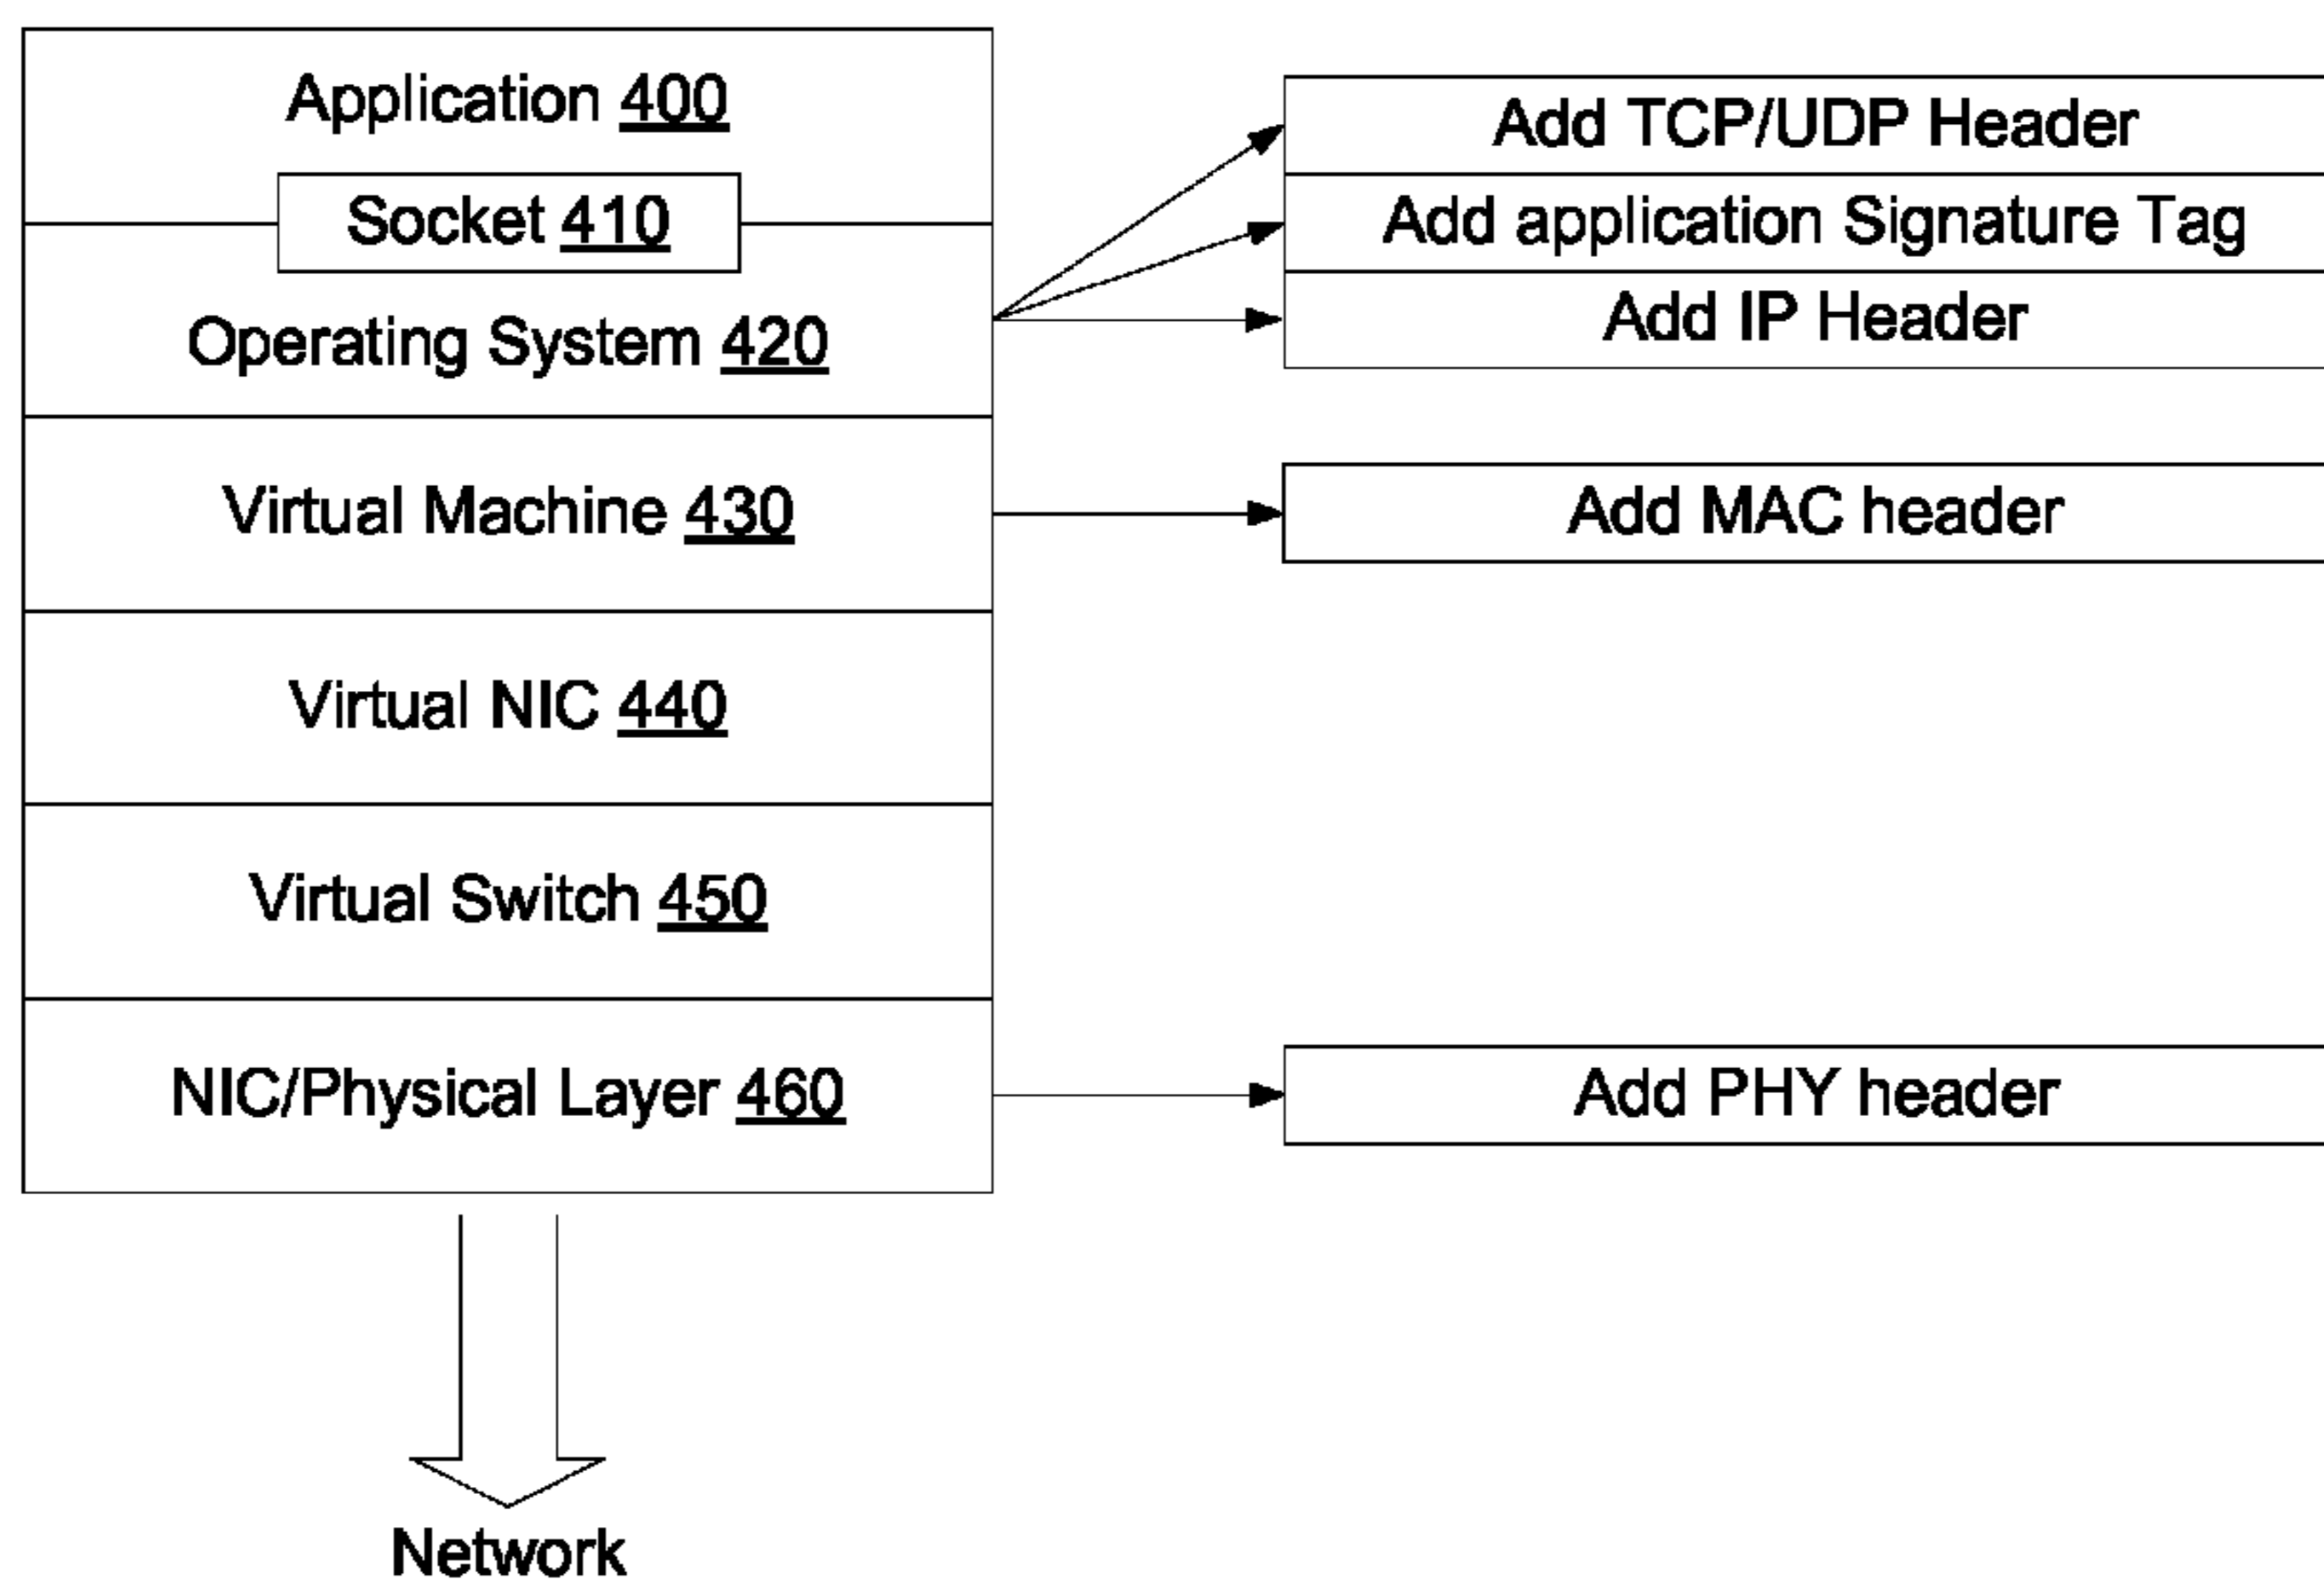 Application 400
Socket 410
Operating System 420
Virtual Machine 430
Virtual NIC 440
Virtual Switch 450
NIC/Physical Layer 460
Network
Add TCP/UDP Header
Add application Signature Tag
Add IP Header
Add MAC header
Add PHY header